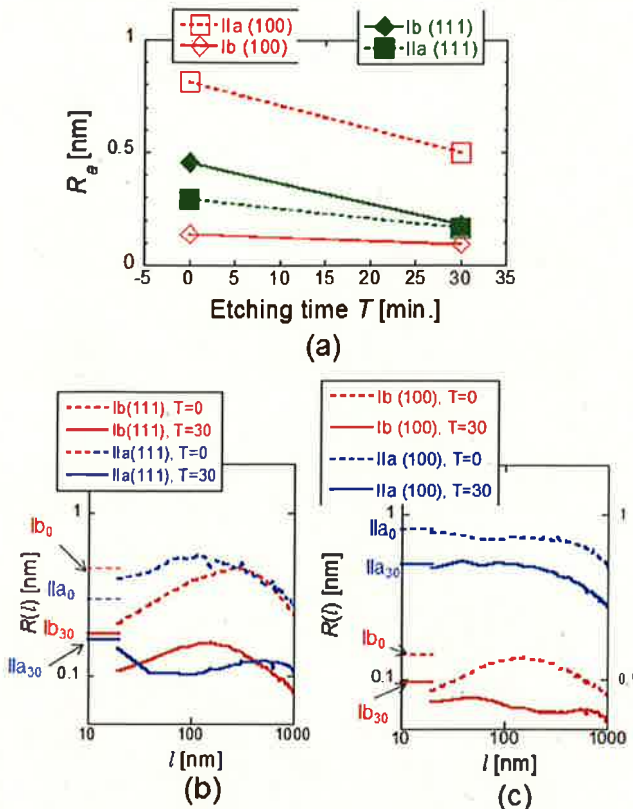 IIa (100)
Ib (100)
Ib (111)
IIa (111)
1
0.5
0
Rₐ [nm]
-5 0 5 10 15 20 25 30 35
Etching time T [min.]
(a)
Ib(111), T=0
Ib(111), T=30
IIa(111), T=0
IIa(111), T=30
1
0.1
R(l) [nm]
Ib₀
IIa₀
Ib₃₀
IIa₃₀
10 100 1000
l [nm]
(b)
Ib (100), T=0
Ib (100), T=30
IIa (100), T=0
IIa (100), T=30
1
0.1
R(l) [nm]
IIa₀
IIa₃₀
Ib₀
Ib₃₀
10 100 1000
l [nm]
(c)